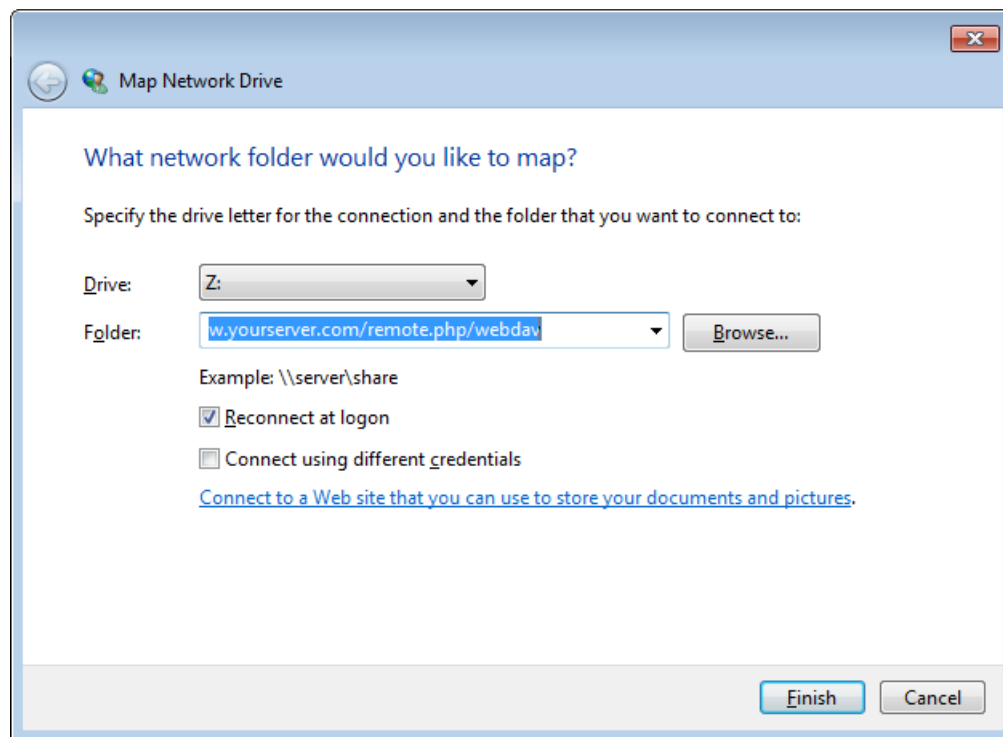 Map Network Drive
What network folder would you like to map?
Specify the drive letter for the connection and the folder that you want to connect to:
Drive: Z:
Folder: w.yourserver.com/remote.php/webdav Browse...
Example: \\server\share
Reconnect at logon
Connect using different credentials
Connect to a Web site that you can use to store your documents and pictures.
Finish Cancel